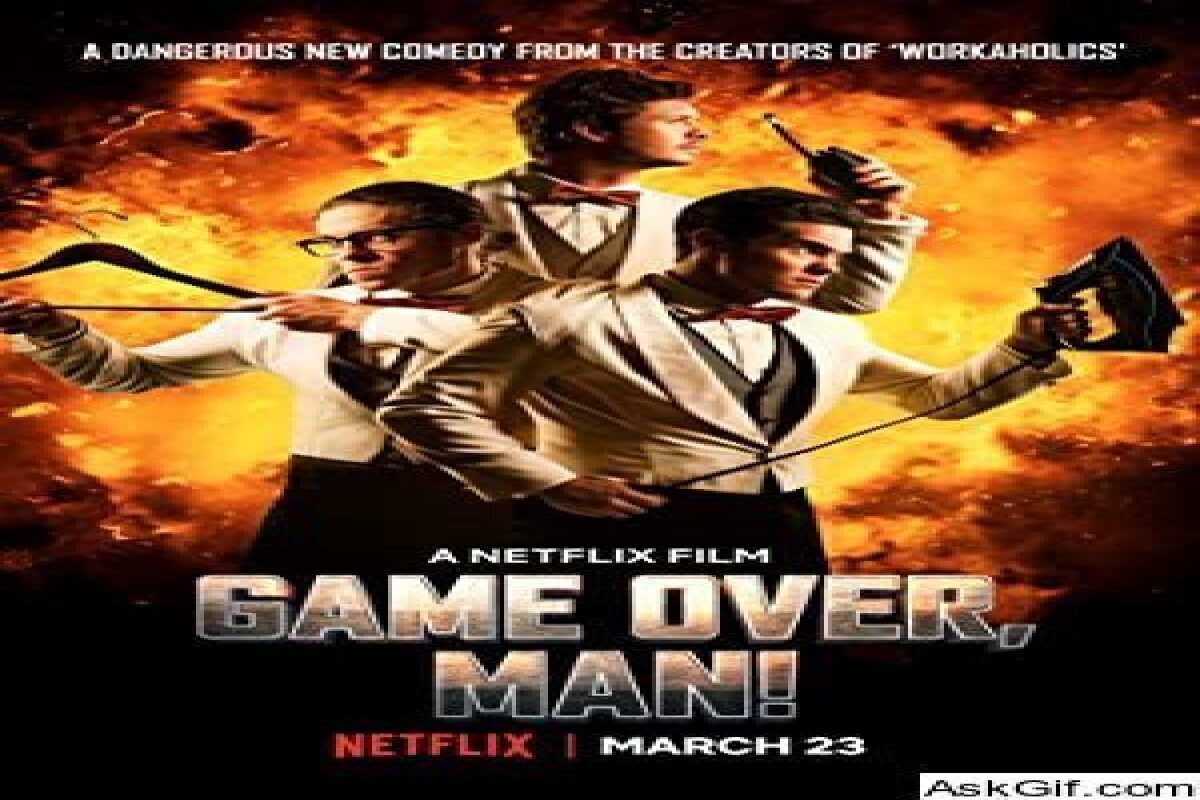 A DANGEROUS NEW COMEDY FROM THE CREATORS OF 'WORKAHOLICS'
A NETFLIX FILM
GAME OVER,
MAN!
NETFLIX | MARCH 23
AskGif.com